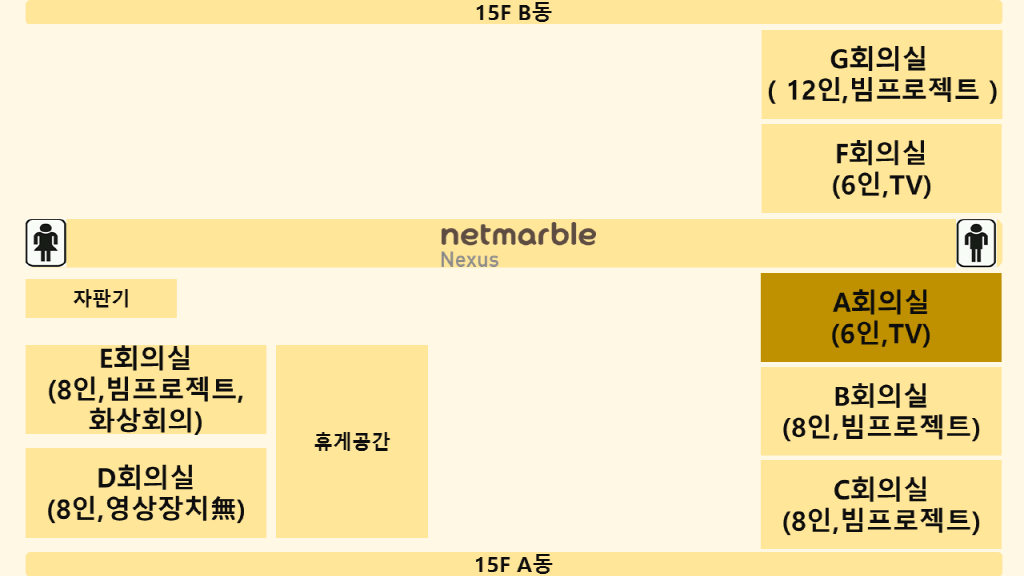 15F B동
G회의실
( 12인,빔프로젝트 )
F회의실
(6인,TV)
netmarble
Nexus
자판기
A회의실
(6인,TV)
E회의실
(8인,빔프로젝트,
화상회의)
휴게공간
B회의실
(8인,빔프로젝트)
D회의실
(8인,영상장치無)
C회의실
(8인,빔프로젝트)
15F A동